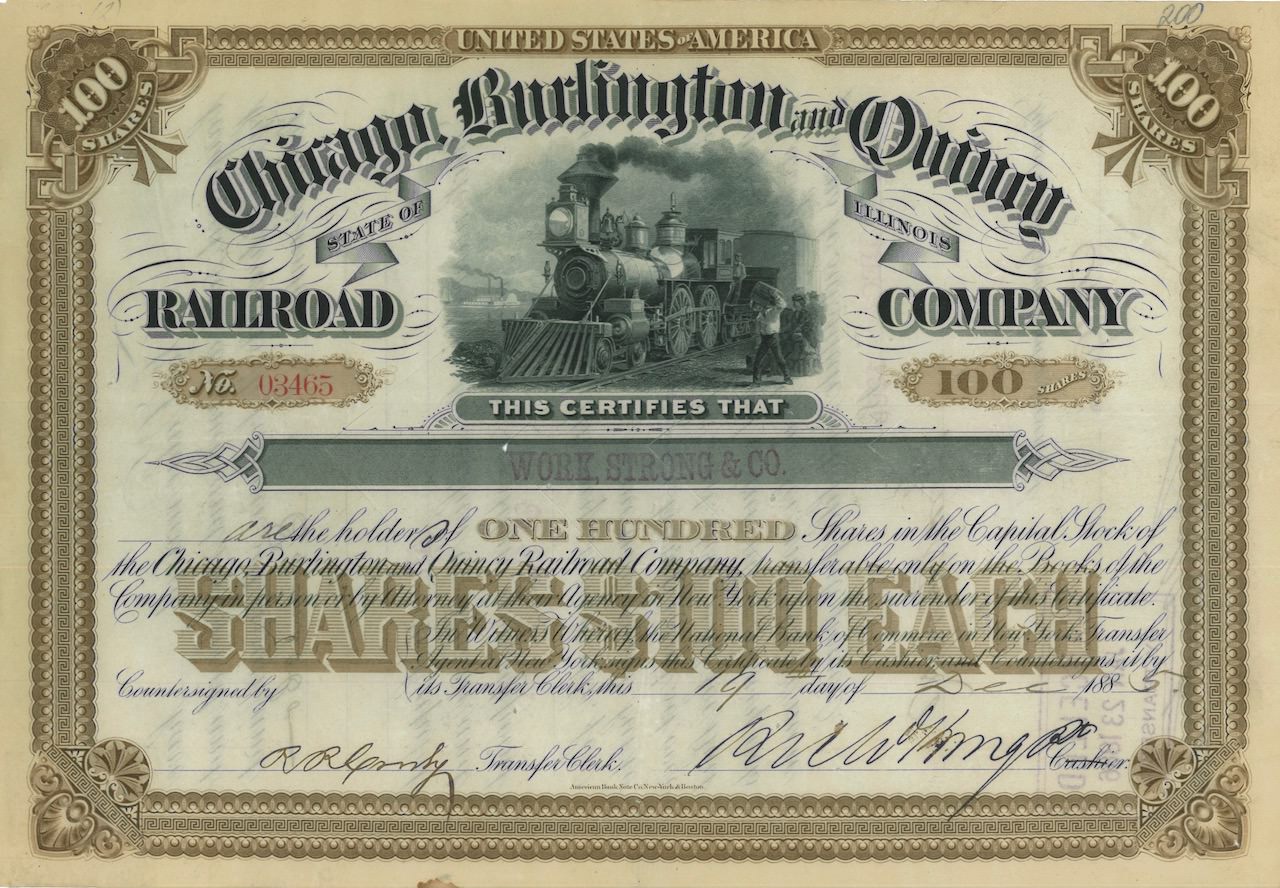 200
UNITED STATES OF AMERICA
100 SHARES
100 SHARES
Chicago, Burlington and Quincy
STATE OF ILLINOIS
RAILROAD COMPANY
No. 03465
100 SHARES
THIS CERTIFIES THAT
WORK, STRONG & CO.
are the holders of ONE HUNDRED Shares in the Capital Stock of
the Chicago Burlington and Quincy Railroad Company, transferable only on the Books of the
Company in person or by Attorney at their Agency in New York upon the surrender of this Certificate.
SHARES $100 EACH
In Witness Whereof, the National Bank of Commerce in New York, Transfer
Agent at New York signs this Certificate by its Cashier, and Countersigns it by
Countersigned by its Transfer Clerk, this 19 day of Dec 188
Transfer Clerk. Cashier.
American Bank Note Co. New-York & Boston.